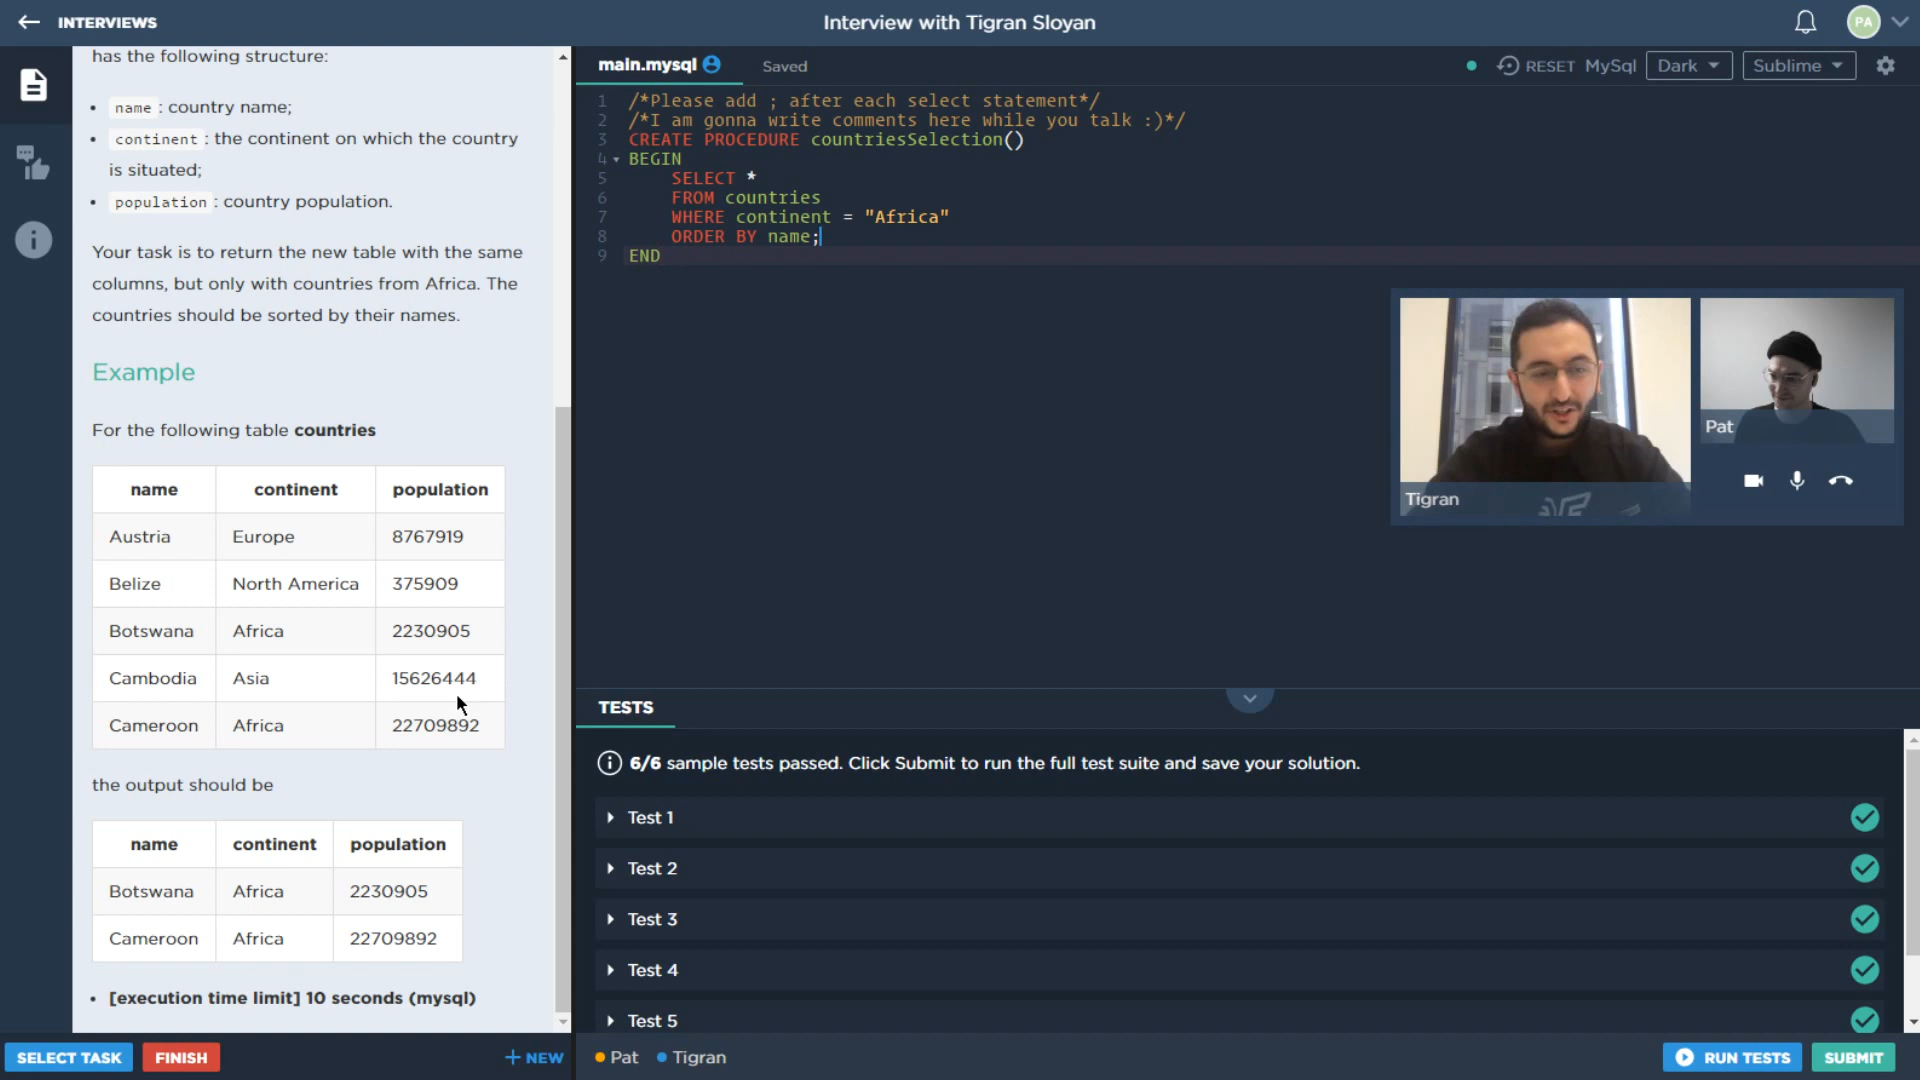 INTERVIEWS
Interview with Tigran Sloyan
PA
has the following structure:
• name : country name;
• continent : the continent on which the country
is situated;
• population : country population.
Your task is to return the new table with the same
columns, but only with countries from Africa. The
countries should be sorted by their names.
Example
For the following table countries
name continent population
Austria Europe 8767919
Belize North America 375909
Botswana Africa 2230905
Cambodia Asia 15626444
Cameroon Africa 22709892
the output should be
name continent population
Botswana Africa 2230905
Cameroon Africa 22709892
• [execution time limit] 10 seconds (mysql)
SELECT TASK FINISH + NEW
main.mysql Saved RESET MySql Dark Sublime
1 /*Please add ; after each select statement*/
2 /*I am gonna write comments here while you talk :)*/
3 CREATE PROCEDURE countriesSelection()
4 BEGIN
5 SELECT *
6 FROM countries
7 WHERE continent = "Africa"
8 ORDER BY name;
9 END
Tigran
Pat
TESTS
6/6 sample tests passed. Click Submit to run the full test suite and save your solution.
Test 1
Test 2
Test 3
Test 4
Test 5
Pat Tigran RUN TESTS SUBMIT